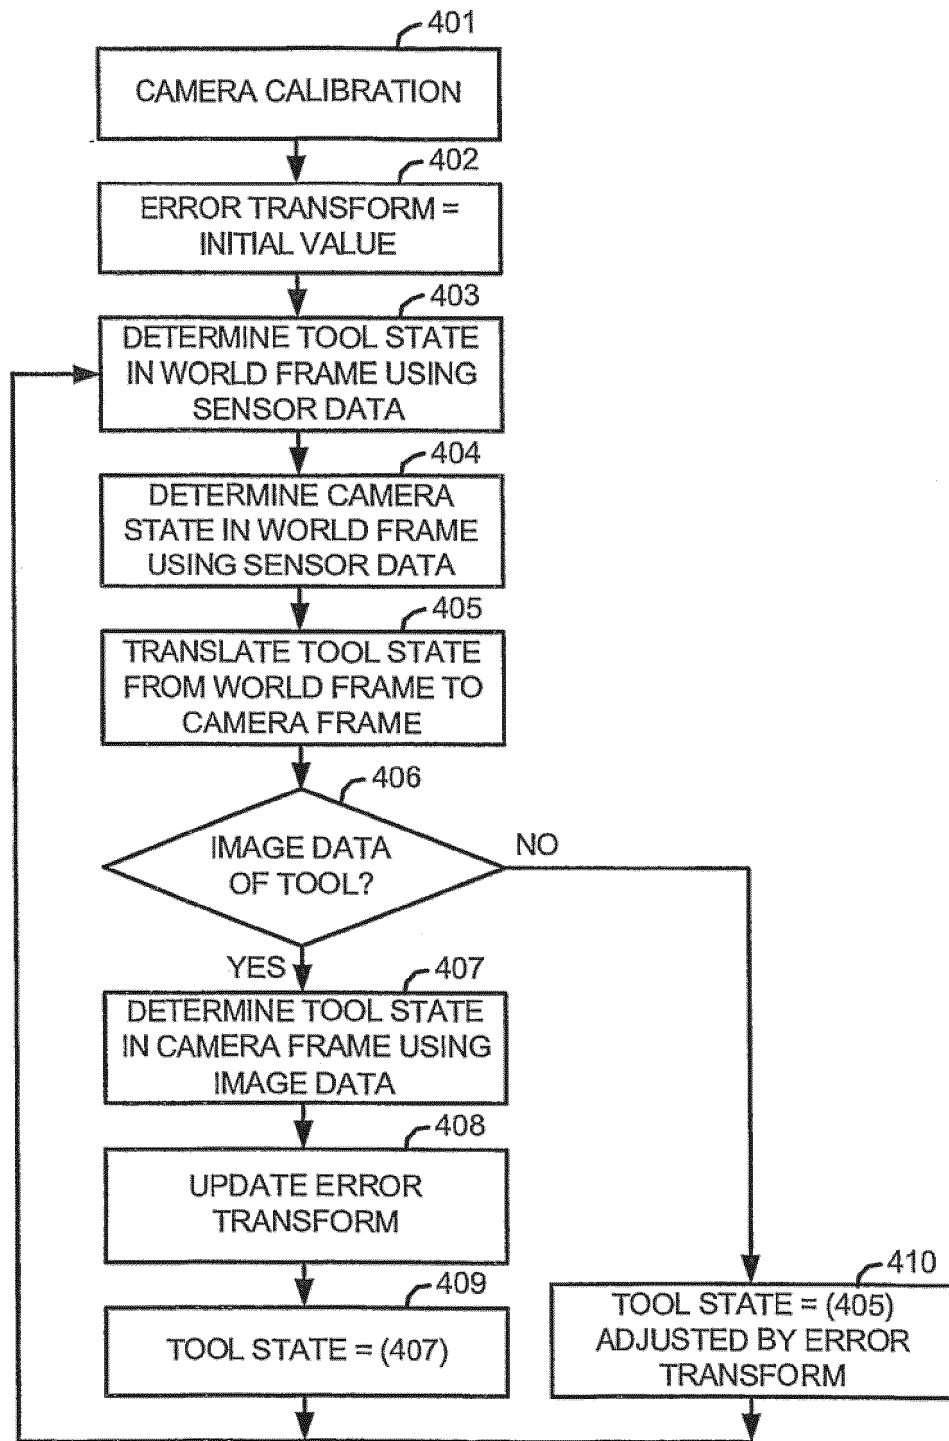 401
CAMERA CALIBRATION
402
ERROR TRANSFORM =
INITIAL VALUE
403
DETERMINE TOOL STATE
IN WORLD FRAME USING
SENSOR DATA
404
DETERMINE CAMERA
STATE IN WORLD FRAME
USING SENSOR DATA
405
TRANSLATE TOOL STATE
FROM WORLD FRAME TO
CAMERA FRAME
406
IMAGE DATA
OF TOOL?
NO
YES
407
DETERMINE TOOL STATE
IN CAMERA FRAME USING
IMAGE DATA
408
UPDATE ERROR
TRANSFORM
409
TOOL STATE = (407)
410
TOOL STATE = (405)
ADJUSTED BY ERROR
TRANSFORM